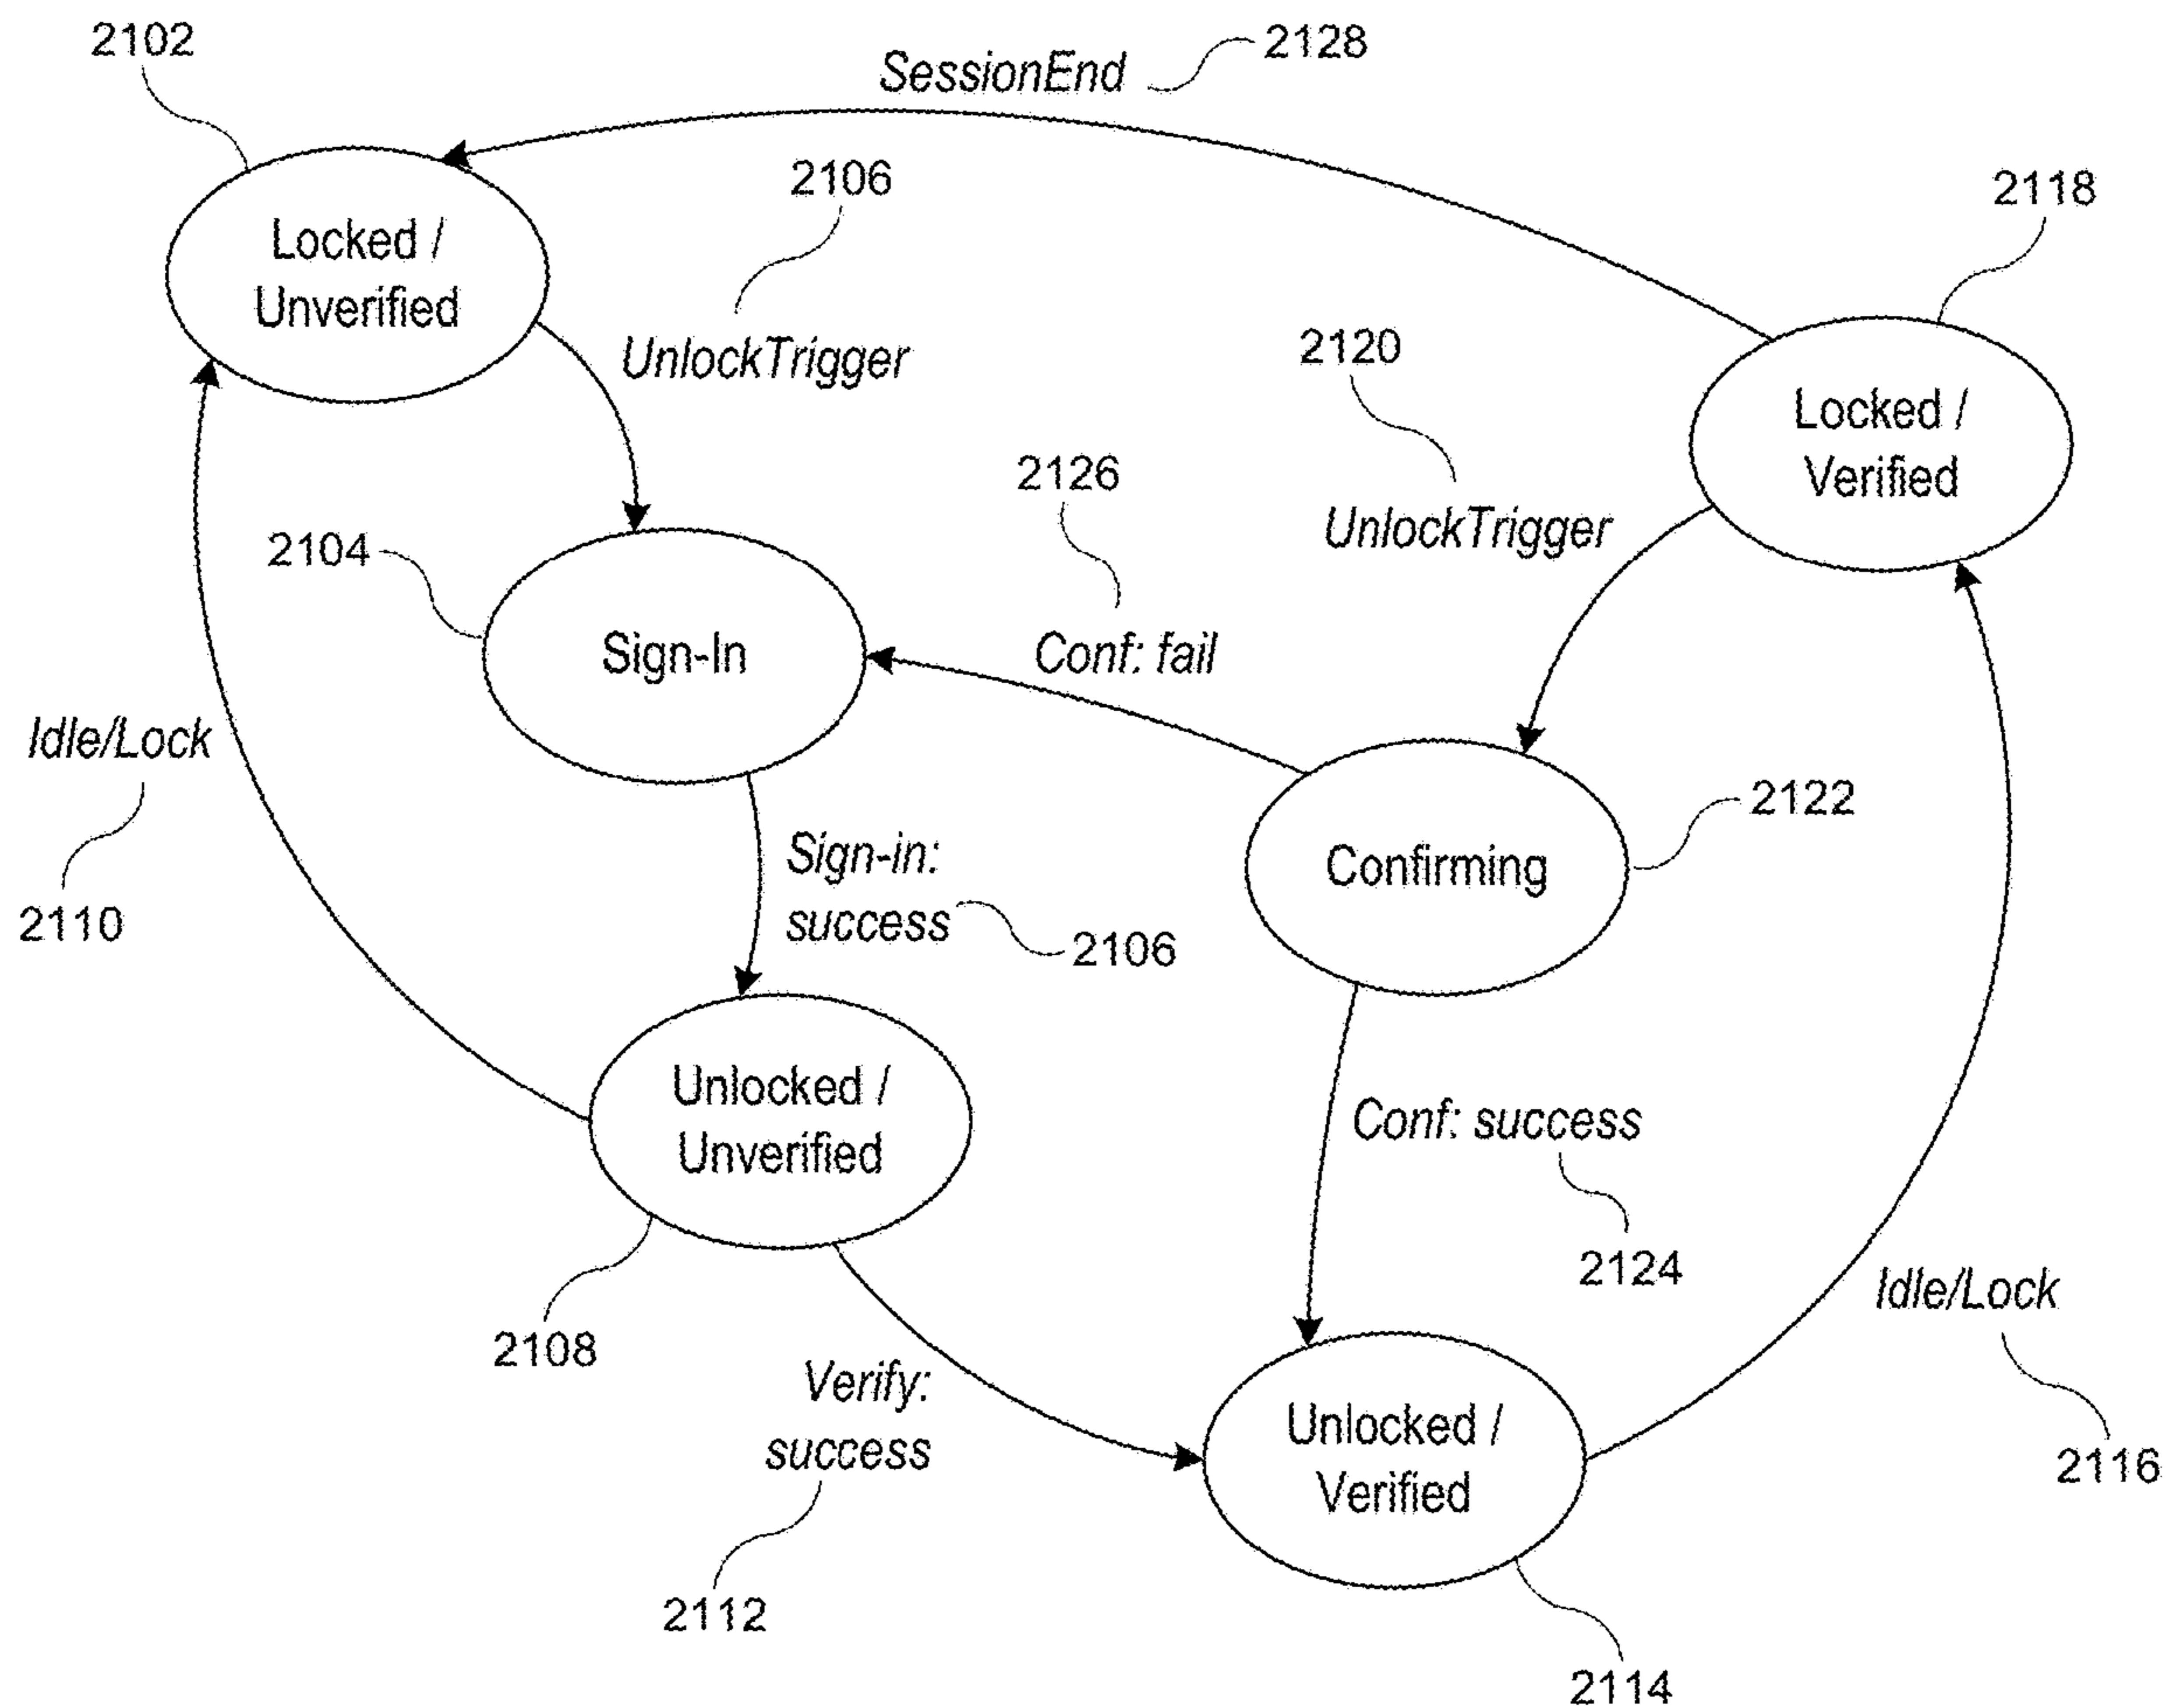 2102
SessionEnd
2128
2106
2118
Locked /
Unverified
UnlockTrigger
2120
Locked /
Verified
2126
UnlockTrigger
2104
Sign-In
Conf: fail
Idle/Lock
2110
2122
Confirming
Sign-in:
success
2106
Unlocked /
Unverified
Conf: success
2124
2108
Idle/Lock
2116
Verify:
success
2112
Unlocked /
Verified
2114